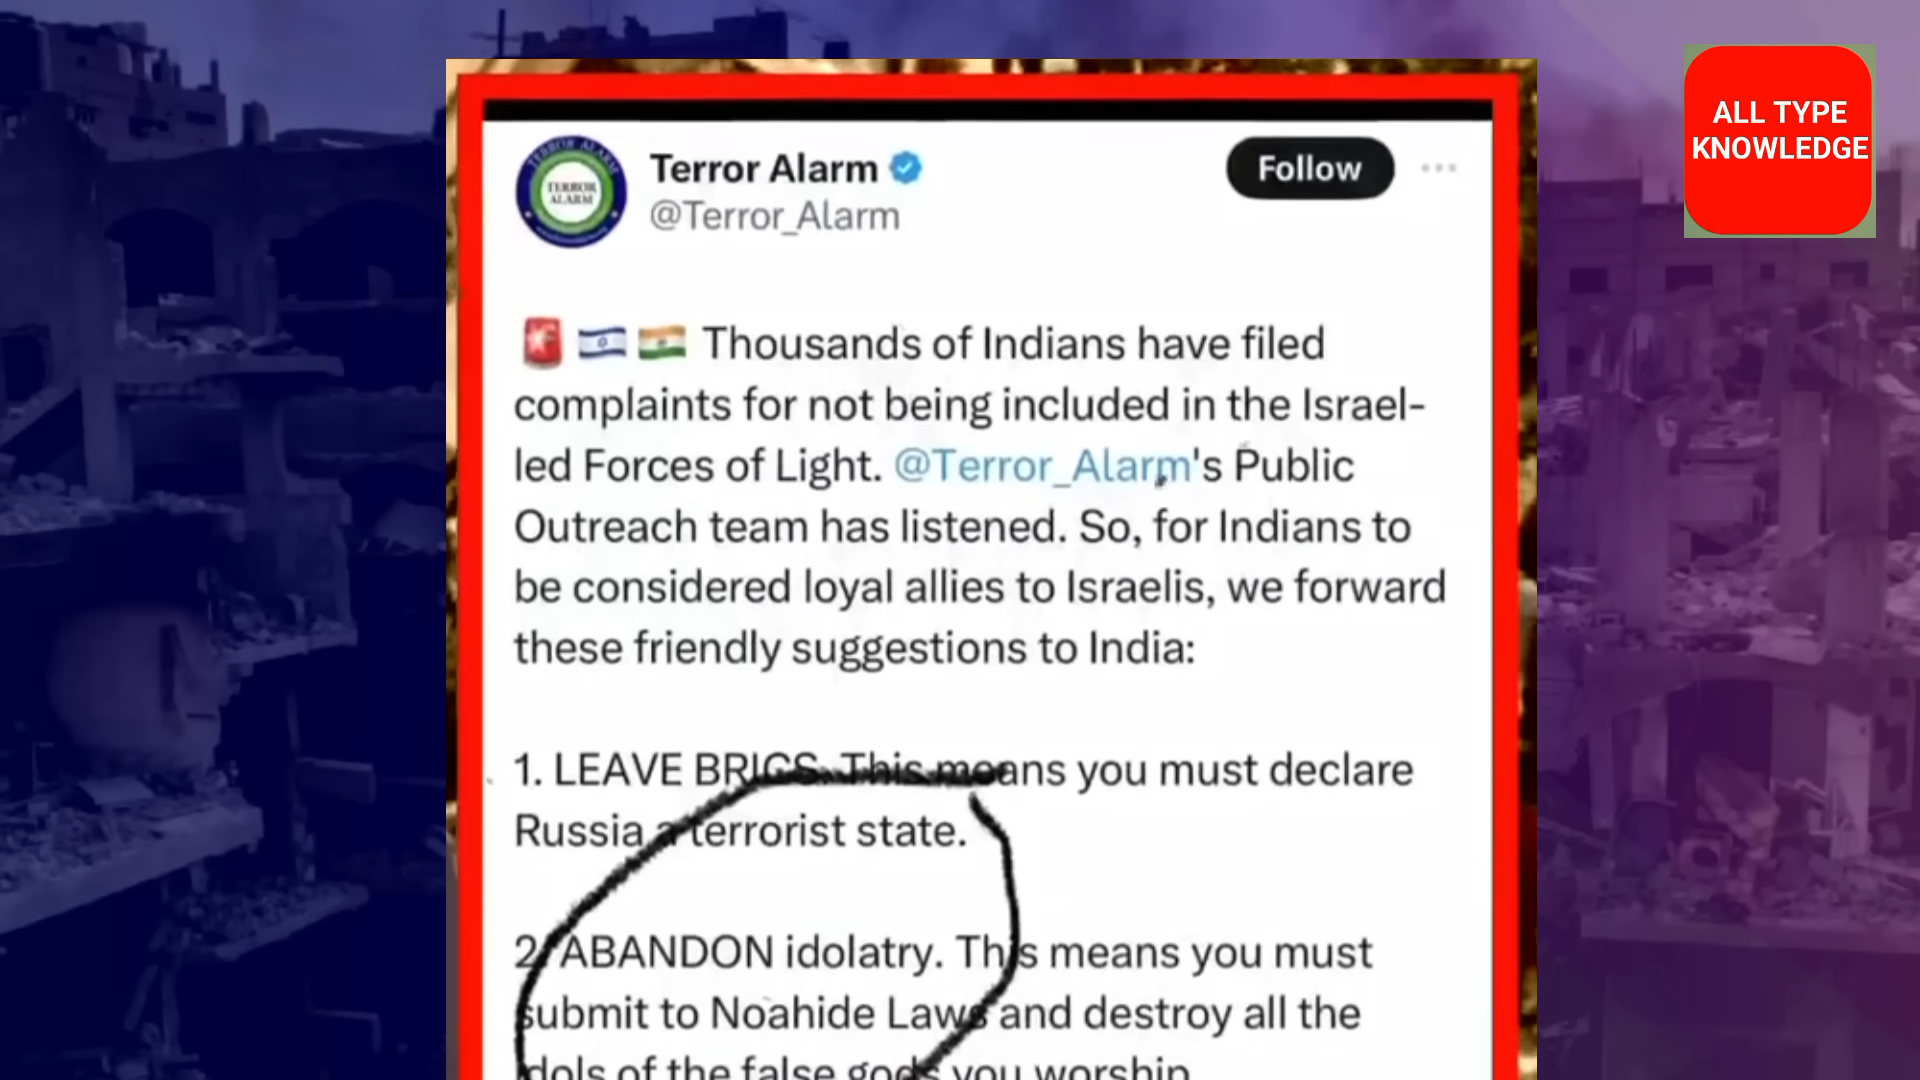 ALL TYPE
KNOWLEDGE
TERROR ALARM
TERROR
ALARM
Terror Alarm
@Terror_Alarm
Follow
Thousands of Indians have filed
complaints for not being included in the Israel-
led Forces of Light. @Terror_Alarm's Public
Outreach team has listened. So, for Indians to
be considered loyal allies to Israelis, we forward
these friendly suggestions to India:
1. LEAVE BRICS. This means you must declare
Russia a terrorist state.
2. ABANDON idolatry. This means you must
submit to Noahide Laws and destroy all the
idols of the false gods you worship